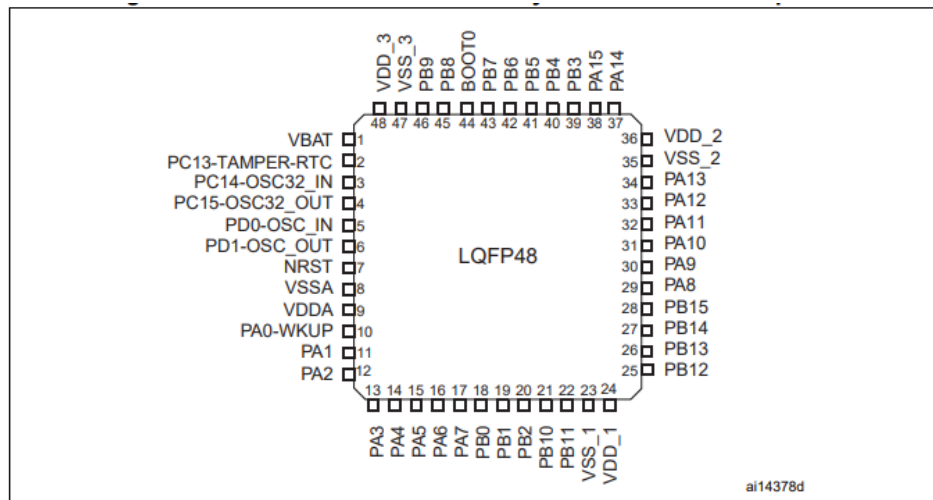 VDD_3 VSS_3 PB9 PB8 BOOT0 PB7 PB6 PB5 PB4 PB3 PA15 PA14
48 47 46 45 44 43 42 41 40 39 38 37
VBAT 1 36 VDD_2
PC13-TAMPER-RTC 2 35 VSS_2
PC14-OSC32_IN 3 34 PA13
PC15-OSC32_OUT 4 33 PA12
PD0-OSC_IN 5 32 PA11
PD1-OSC_OUT 6 31 PA10
NRST 7 LQFP48 30 PA9
VSSA 8 29 PA8
VDDA 9 28 PB15
PA0-WKUP 10 27 PB14
PA1 11 26 PB13
PA2 12 25 PB12
13 14 15 16 17 18 19 20 21 22 23 24
PA3 PA4 PA5 PA6 PA7 PB0 PB1 PB2 PB10 PB11 VSS_1 VDD_1
ai14378d